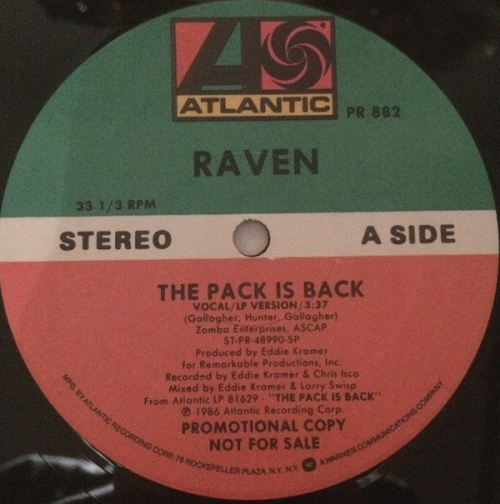 ATLANTIC
PR 882
RAVEN
33 1/3 RPM
STEREO
A SIDE
THE PACK IS BACK
VOCAL/LP VERSION/3:37
(Gallagher, Hunter, Gallagher)
Zomba Enterprises, ASCAP
ST-PR-48990-SP
Produced by Eddie Kramer
for Remarkable Productions, Inc.
Recorded by Eddie Kramer & Chris Isca
Mixed by Eddie Kramer & Larry Swisp
From Atlantic LP 81629 - "THE PACK IS BACK"
℗ 1986 Atlantic Recording Corp.
PROMOTIONAL COPY
NOT FOR SALE
MFG. BY ATLANTIC RECORDING CORP. 75 ROCKEFELLER PLAZA, N.Y., N.Y. W A WARNER COMMUNICATIONS COMPANY